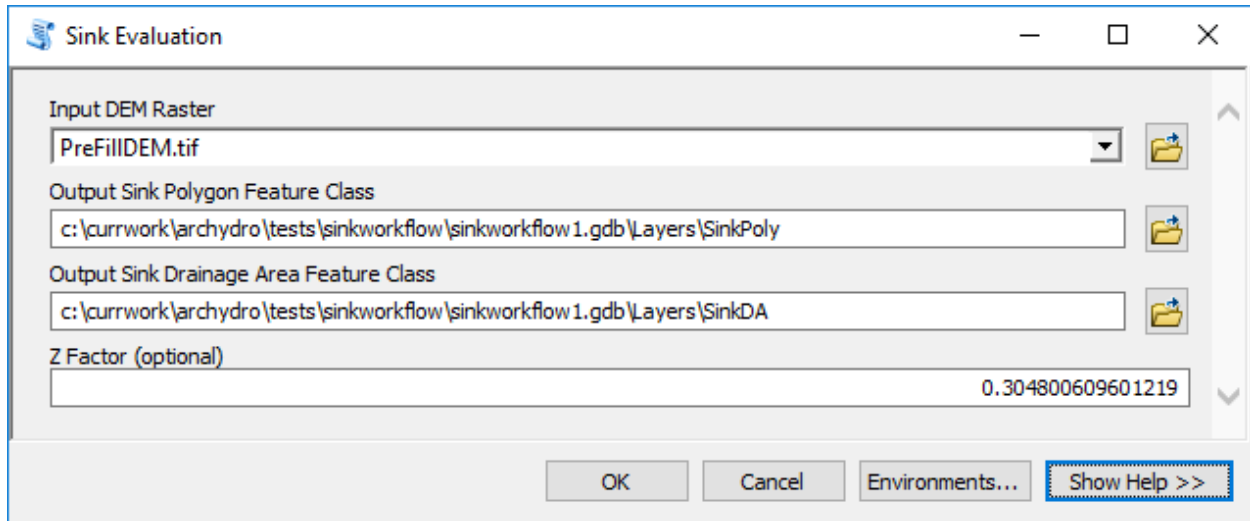 Sink Evaluation
Input DEM Raster
PreFillDEM.tif
Output Sink Polygon Feature Class
c:\currwork\archydro\tests\sinkworkflow\sinkworkflow1.gdb\Layers\SinkPoly
Output Sink Drainage Area Feature Class
c:\currwork\archydro\tests\sinkworkflow\sinkworkflow1.gdb\Layers\SinkDA
Z Factor (optional)
0.304800609601219
OK Cancel Environments... Show Help >>